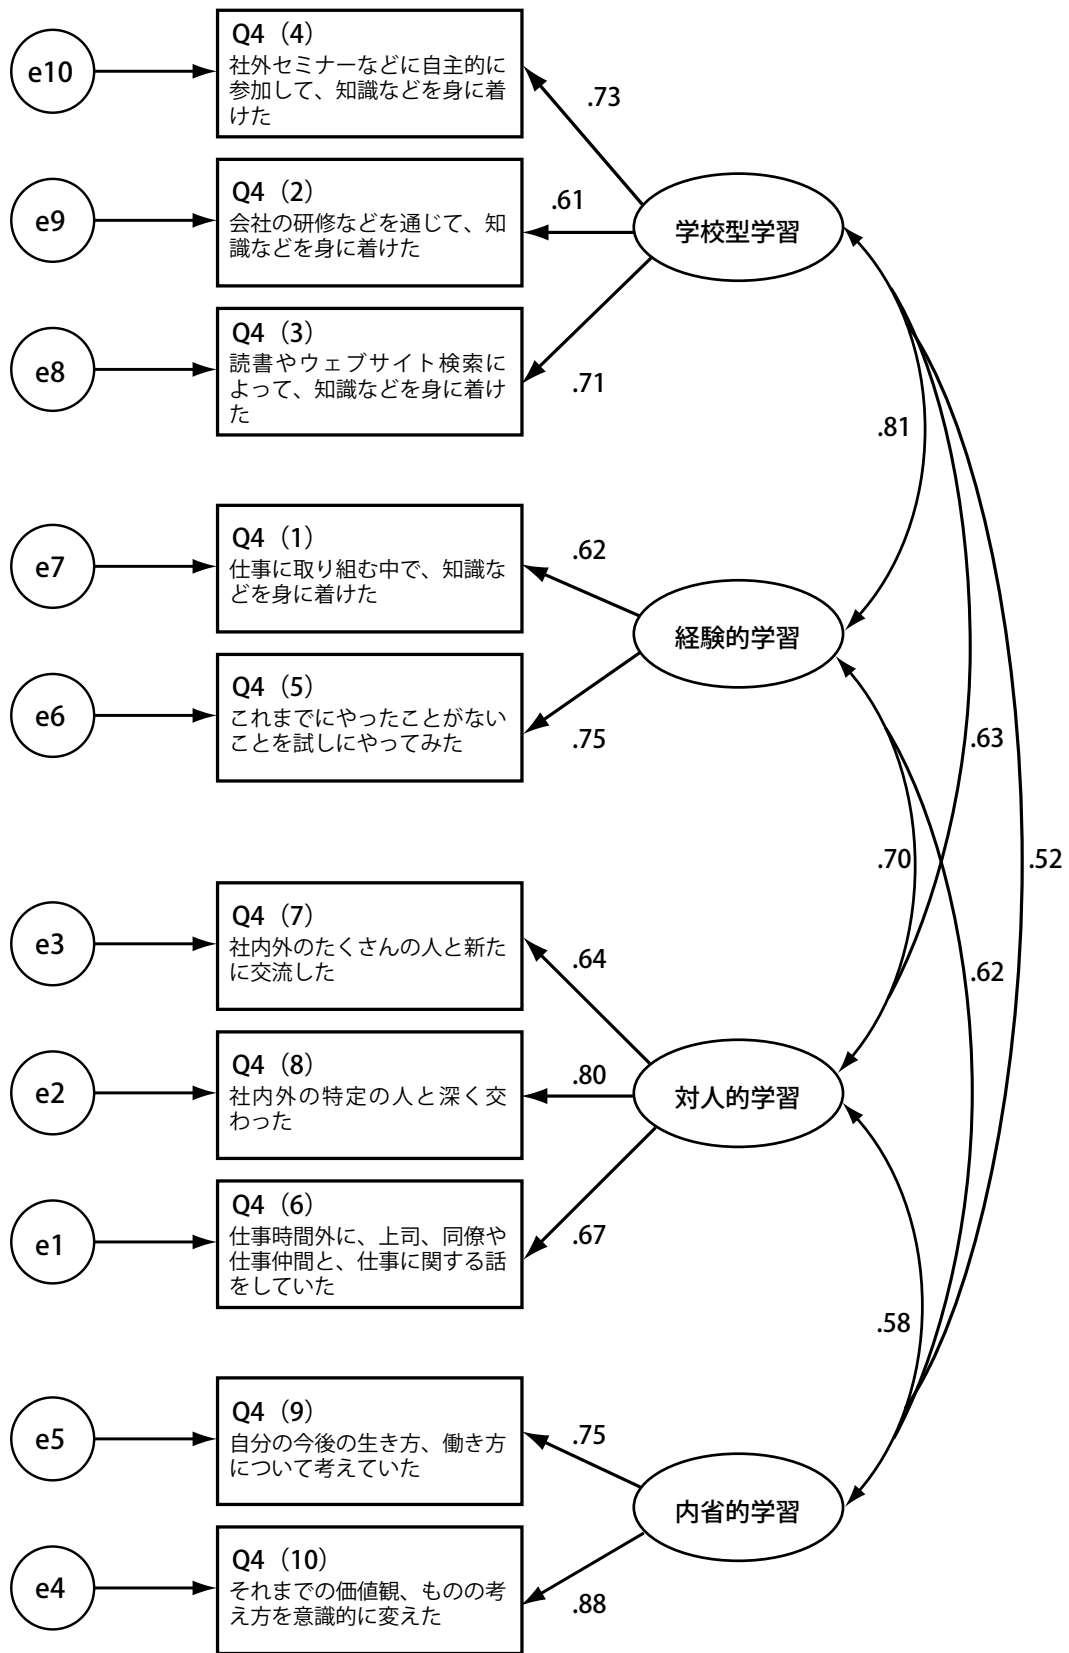 e10
Q4（4）
社外セミナーなどに自主的に
参加して、知識などを身に着
けた
.73
e9
Q4（2）
会社の研修などを通じて、知
識などを身に着けた
.61
学校型学習
e8
Q4（3）
読書やウェブサイト検索に
よって、知識などを身に着け
た
.71
.81
e7
Q4（1）
仕事に取り組む中で、知識な
どを身に着けた
.62
経験的学習
e6
Q4（5）
これまでにやったことがない
ことを試しにやってみた
.75
.63
.70
.52
e3
Q4（7）
社内外のたくさんの人と新た
に交流した
.64
.62
e2
Q4（8）
社内外の特定の人と深く交
わった
.80
対人的学習
e1
Q4（6）
仕事時間外に、上司、同僚や
仕事仲間と、仕事に関する話
をしていた
.67
.58
e5
Q4（9）
自分の今後の生き方、働き方
について考えていた
.75
内省的学習
e4
Q4（10）
それまでの価値観、ものの考
え方を意識的に変えた
.88